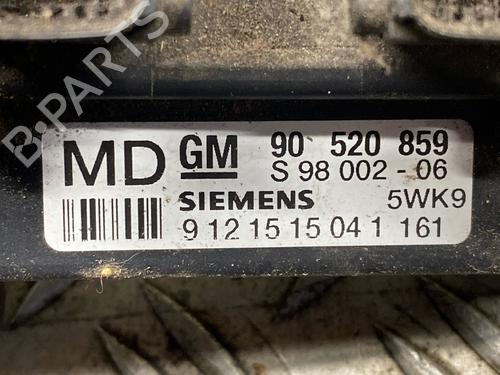 MD GM 90 520 859
S 98 002 - 06
SIEMENS 5WK9
9 12 15 15 04 1 161
B-PARTS